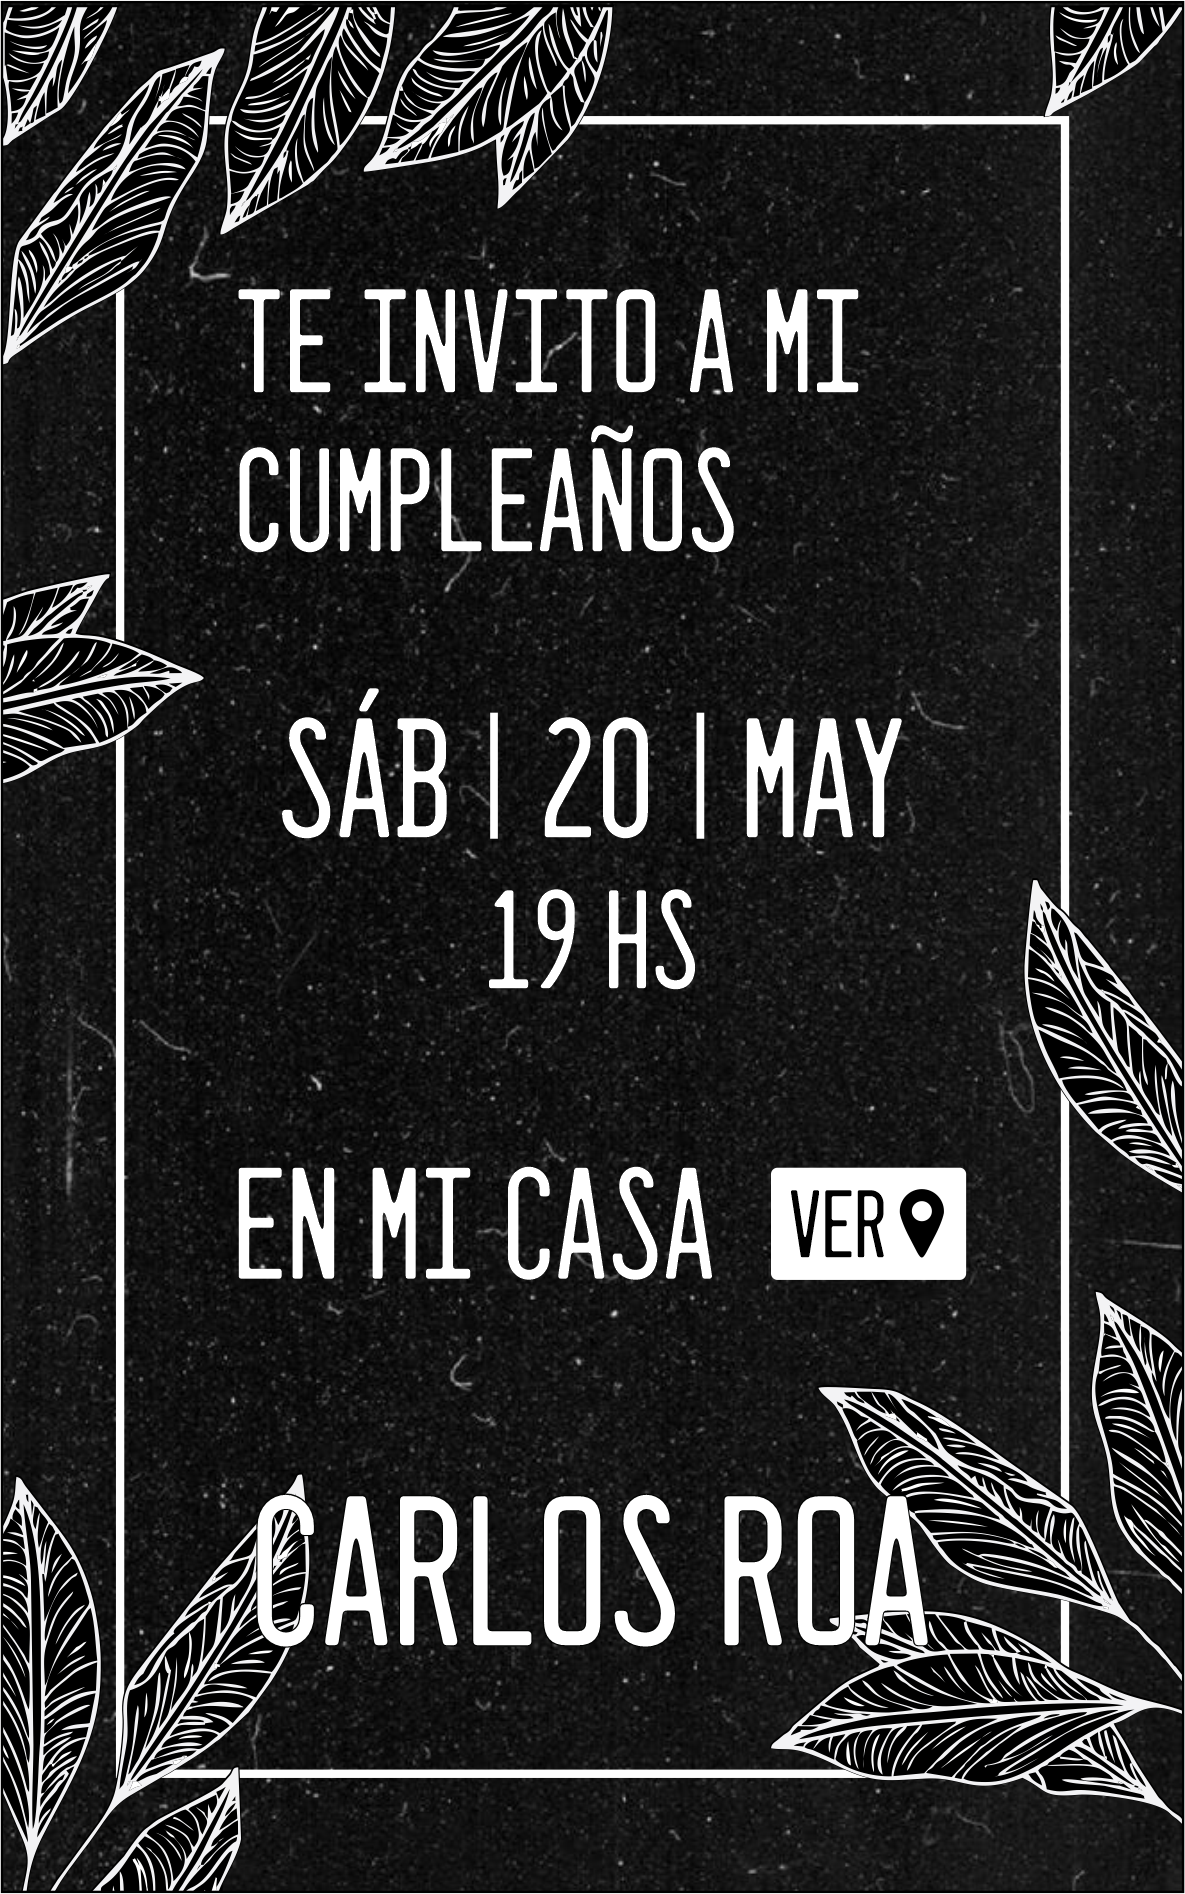 TE INVITO A MI
CUMPLEAÑOS
SÁB | 20 | MAY
19 HS
EN MI CASA VER
CARLOS ROA